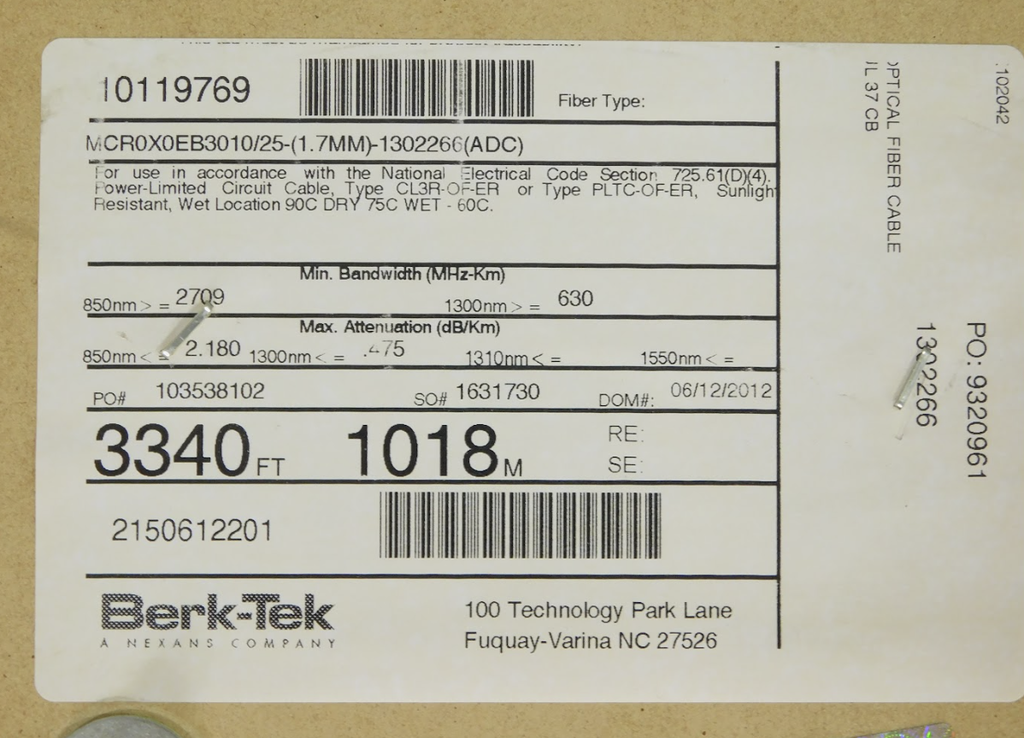 10119769
Fiber Type:
MCR0X0EB3010/25-(1.7MM)-1302266(ADC)
For use in accordance with the National Electrical Code Section 725.61(D)(4).
Power-Limited Circuit Cable, Type CL3R-OF-ER or Type PLTC-OF-ER, Sunlight
Resistant, Wet Location 90C DRY 75C WET - 60C.
Min. Bandwidth (MHz-Km)
850nm > = 2709 1300nm > = 630
Max. Attenuation (dB/Km)
850nm < = 2.180 1300nm < = .475 1310nm < = 1550nm < =
PO# 103538102 SO# 1631730 DOM#: 06/12/2012
3340 FT 1018 M
RE:
SE:
2150612201
Berk-Tek
A NEXANS COMPANY
100 Technology Park Lane
Fuquay-Varina NC 27526
102042
OPTICAL FIBER CABLE
37 CB
PO: 9320961
1302266